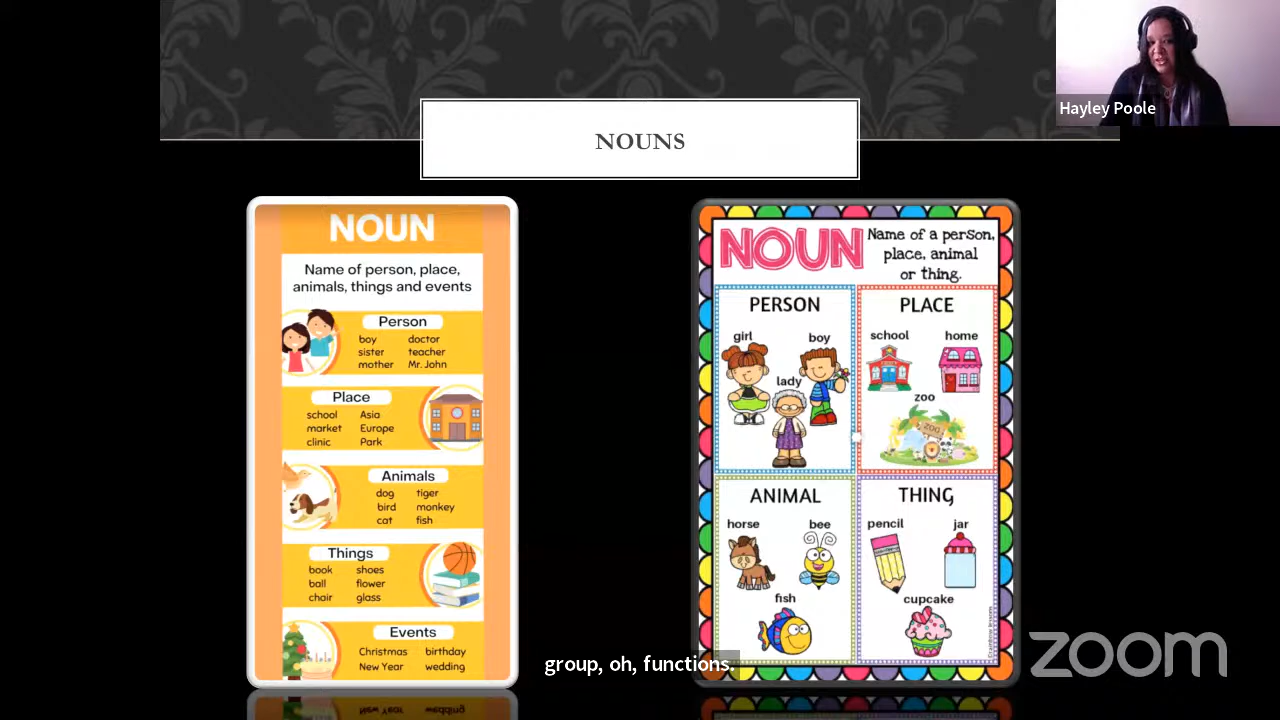 Hayley Poole
NOUNS
NOUN
Name of person, place,
animals, things and events
Person
boy doctor
sister teacher
mother Mr. John
Place
school Asia
market Europe
clinic Park
Animals
dog tiger
bird monkey
cat fish
Things
book shoes
ball flower
chair glass
Events
Christmas birthday
New Year wedding
NOUN
Name of a person,
place, animal
or thing.
PERSON
girl boy
lady
PLACE
school home
zoo
ZOO
ANIMAL
horse bee
fish
THING
pencil jar
cupcake
group, oh, functions.
zoom